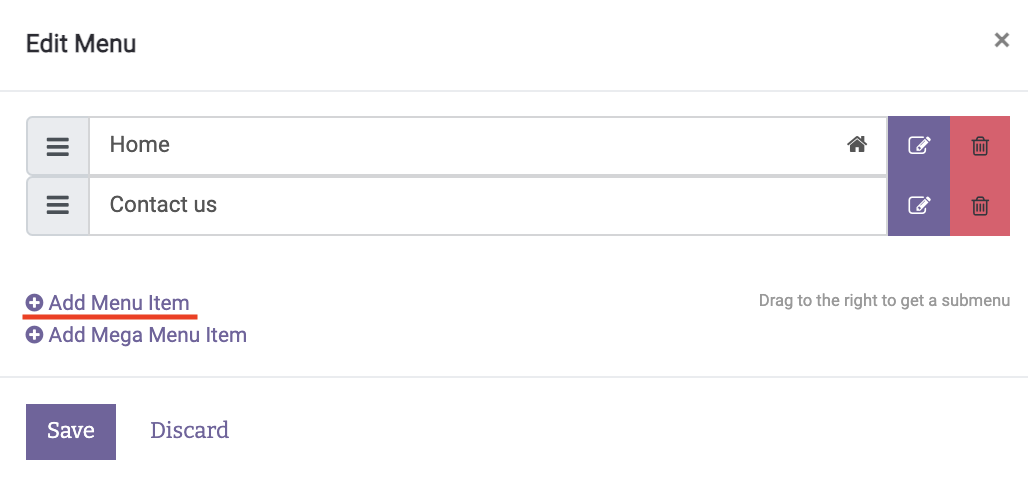 Edit Menu
Home
Contact us
Add Menu Item
Drag to the right to get a submenu
Add Mega Menu Item
Save Discard